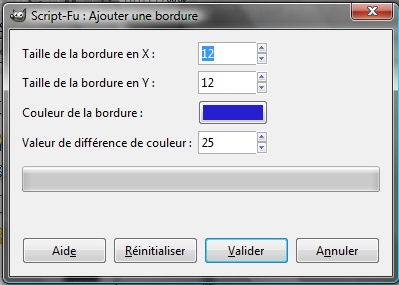 Script-Fu : Ajouter une bordure
Taille de la bordure en X : 12
Taille de la bordure en Y : 12
Couleur de la bordure :
Valeur de différence de couleur : 25
Aide Réinitialiser Valider Annuler